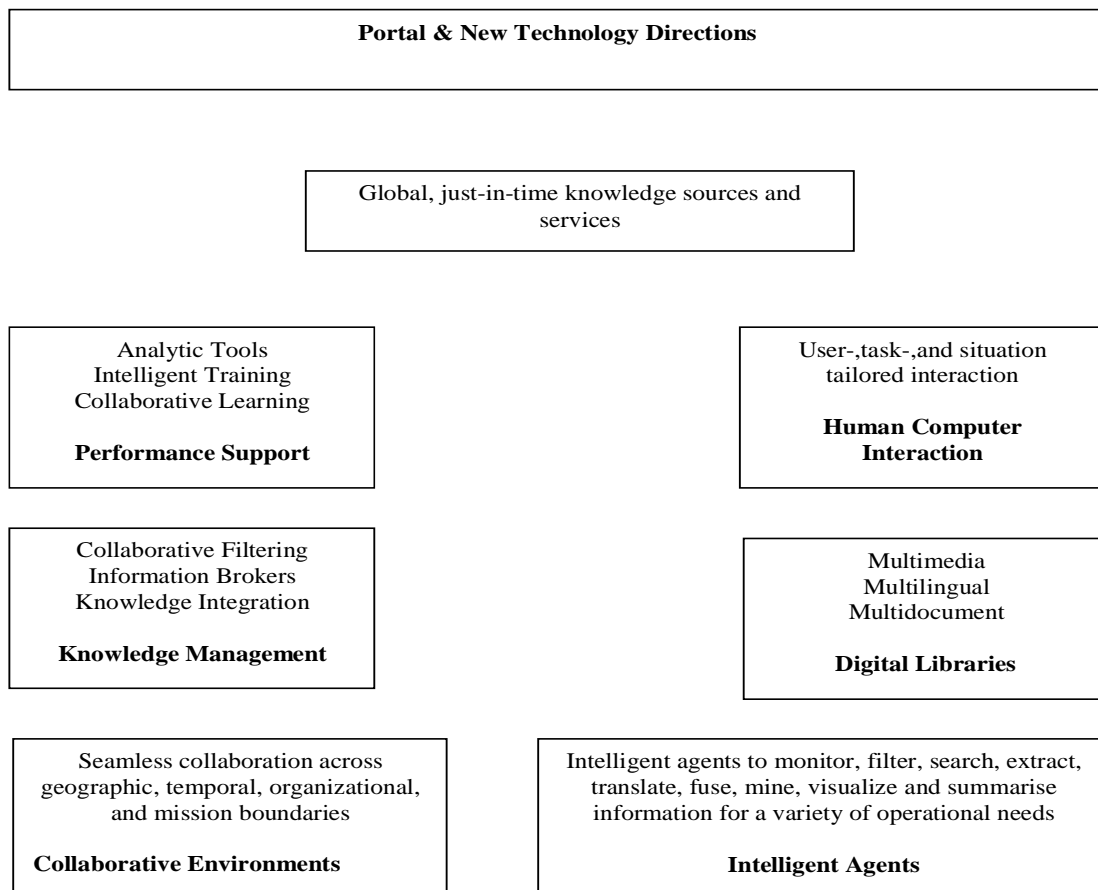 Portal & New Technology Directions
Global, just-in-time knowledge sources and
services
Analytic Tools
Intelligent Training
Collaborative Learning
Performance Support
User-,task-,and situation
tailored interaction
Human Computer
Interaction
Collaborative Filtering
Information Brokers
Knowledge Integration
Knowledge Management
Multimedia
Multilingual
Multidocument
Digital Libraries
Seamless collaboration across
geographic, temporal, organizational,
and mission boundaries
Collaborative Environments
Intelligent agents to monitor, filter, search, extract,
translate, fuse, mine, visualize and summarise
information for a variety of operational needs
Intelligent Agents